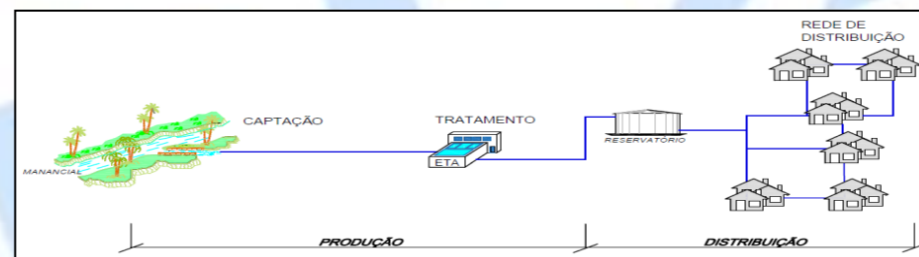 REDE DE
DISTRIBUIÇÃO
CAPTAÇÃO
TRATAMENTO
RESERVATÓRIO
ETA
MANANCIAL
PRODUÇÃO
DISTRIBUIÇÃO